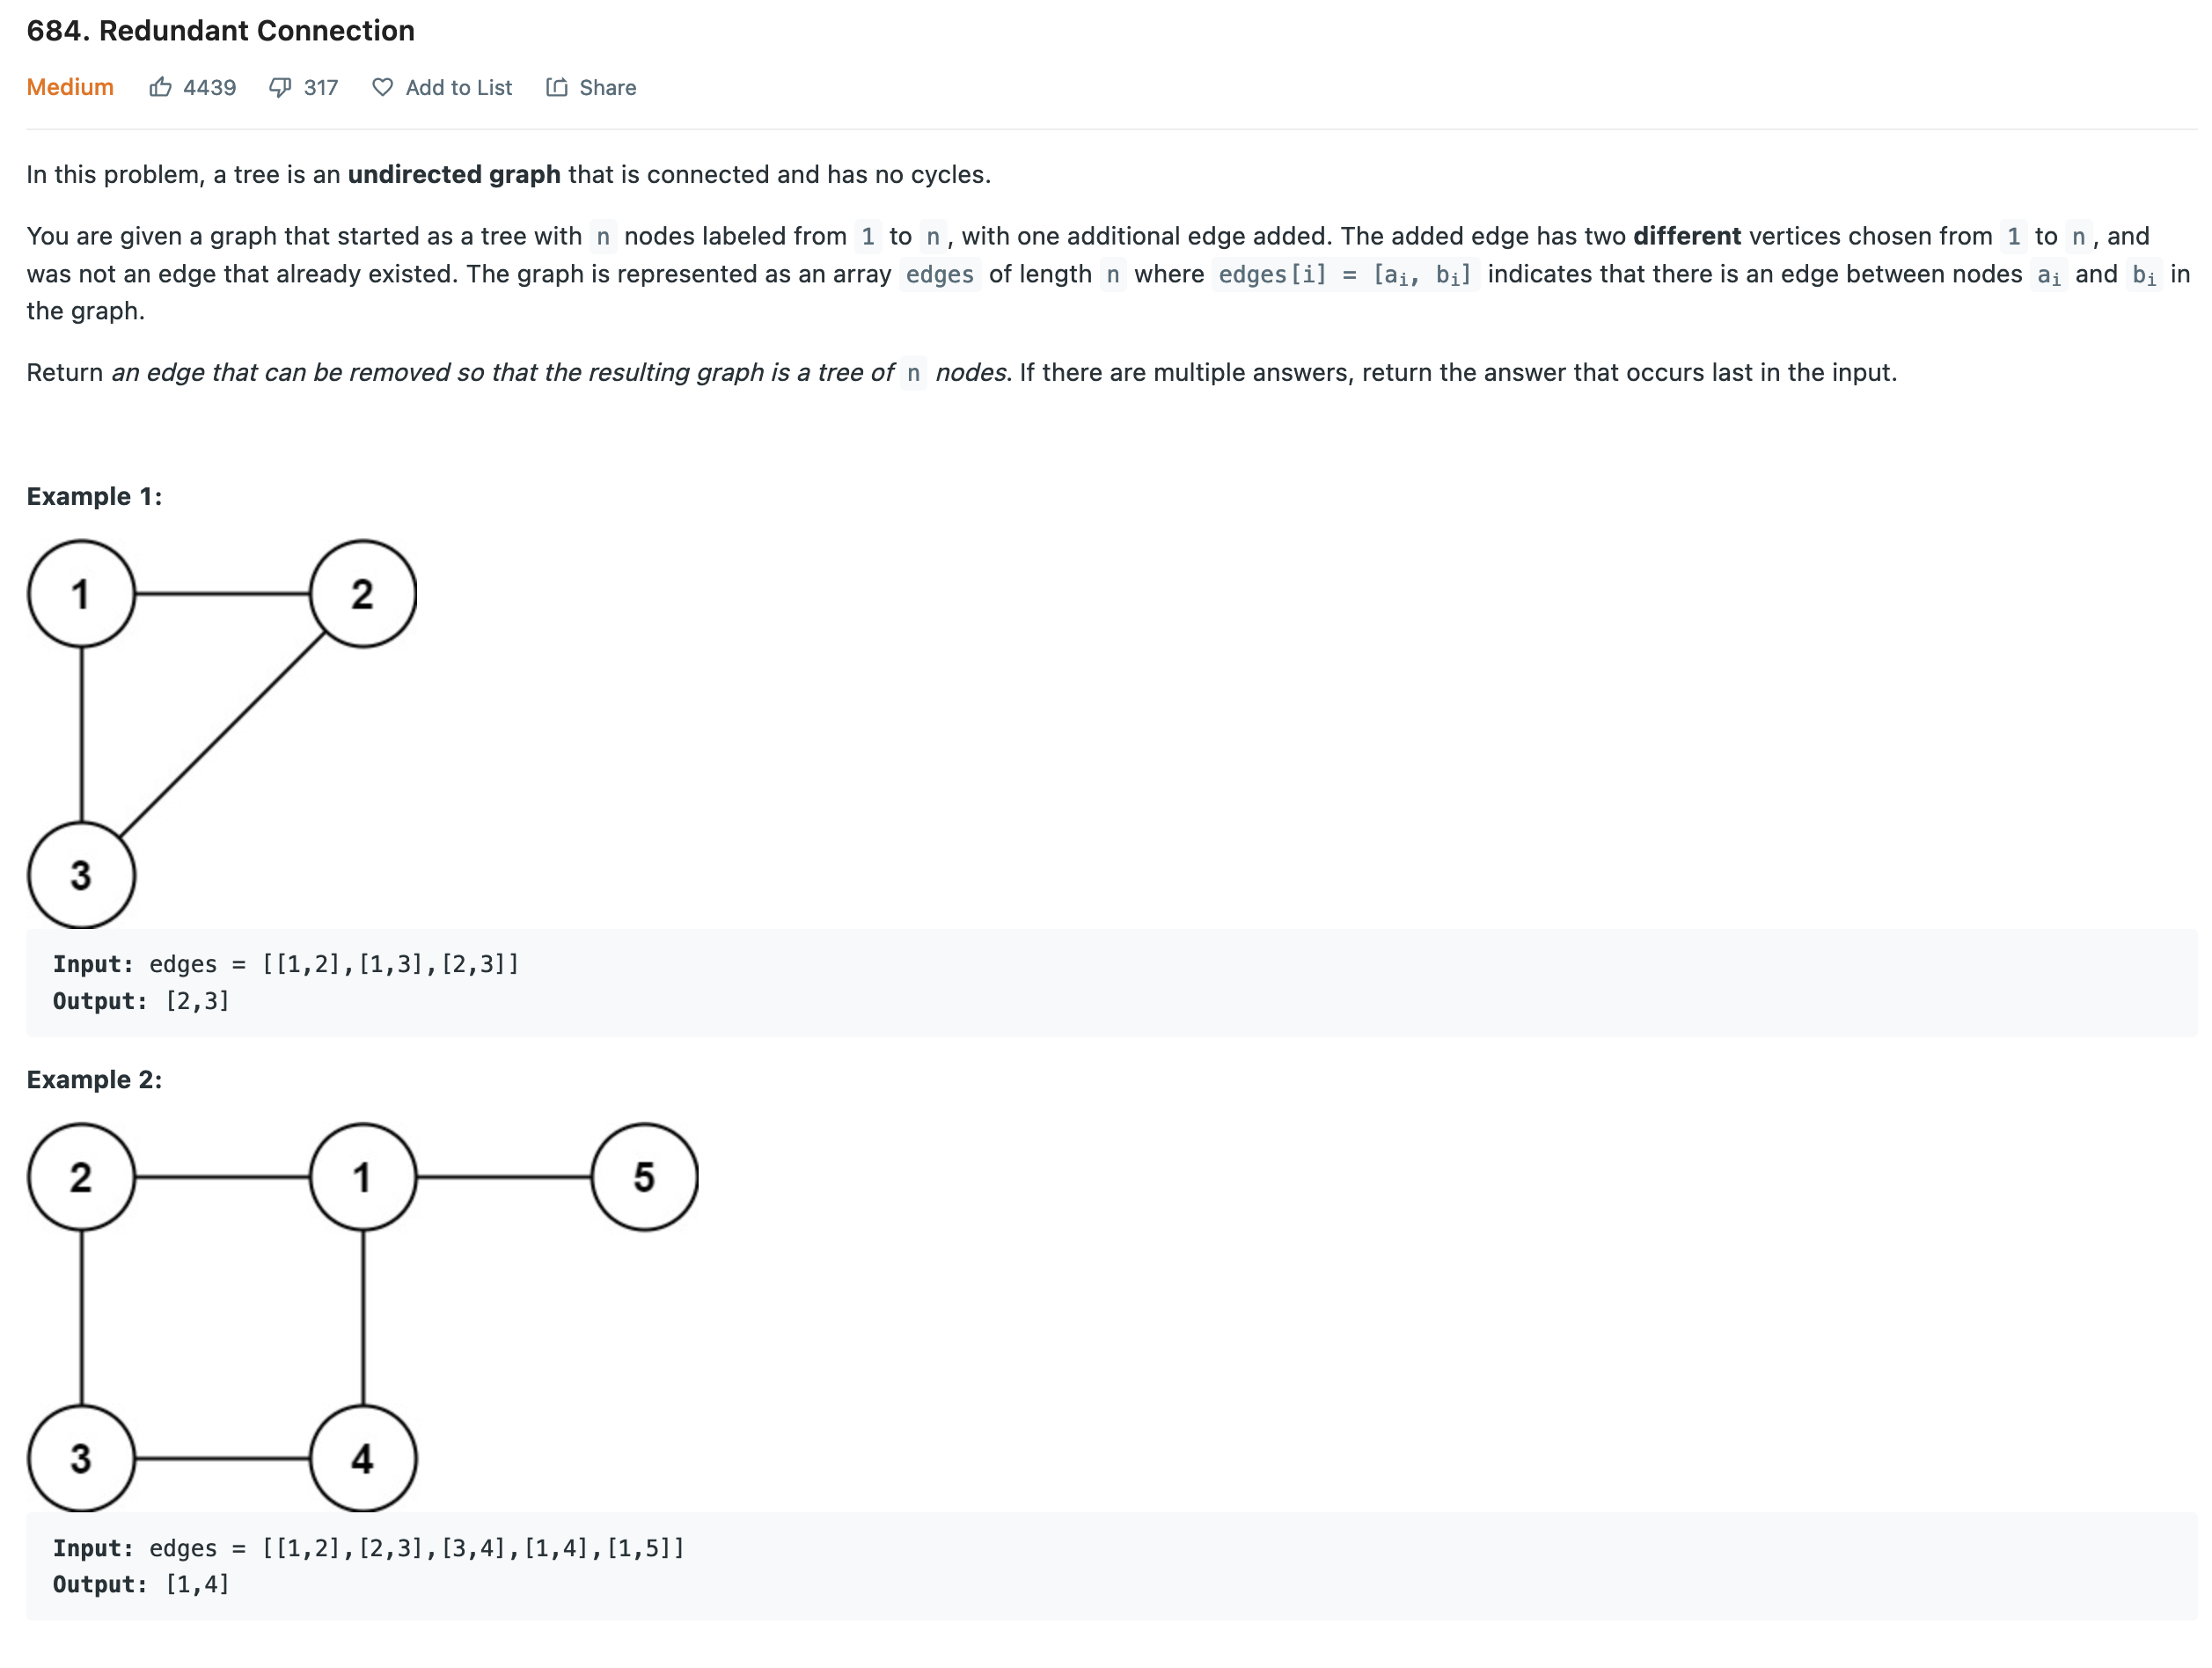 684. Redundant Connection
Medium 4439 317 Add to List Share
In this problem, a tree is an undirected graph that is connected and has no cycles.
You are given a graph that started as a tree with n nodes labeled from 1 to n, with one additional edge added. The added edge has two different vertices chosen from 1 to n, and
was not an edge that already existed. The graph is represented as an array edges of length n where edges[i] = [aᵢ, bᵢ] indicates that there is an edge between nodes aᵢ and bᵢ in
the graph.
Return an edge that can be removed so that the resulting graph is a tree of n nodes. If there are multiple answers, return the answer that occurs last in the input.
Example 1:
1 2
3
Input: edges = [[1,2],[1,3],[2,3]]
Output: [2,3]
Example 2:
2 1 5
3 4
Input: edges = [[1,2],[2,3],[3,4],[1,4],[1,5]]
Output: [1,4]